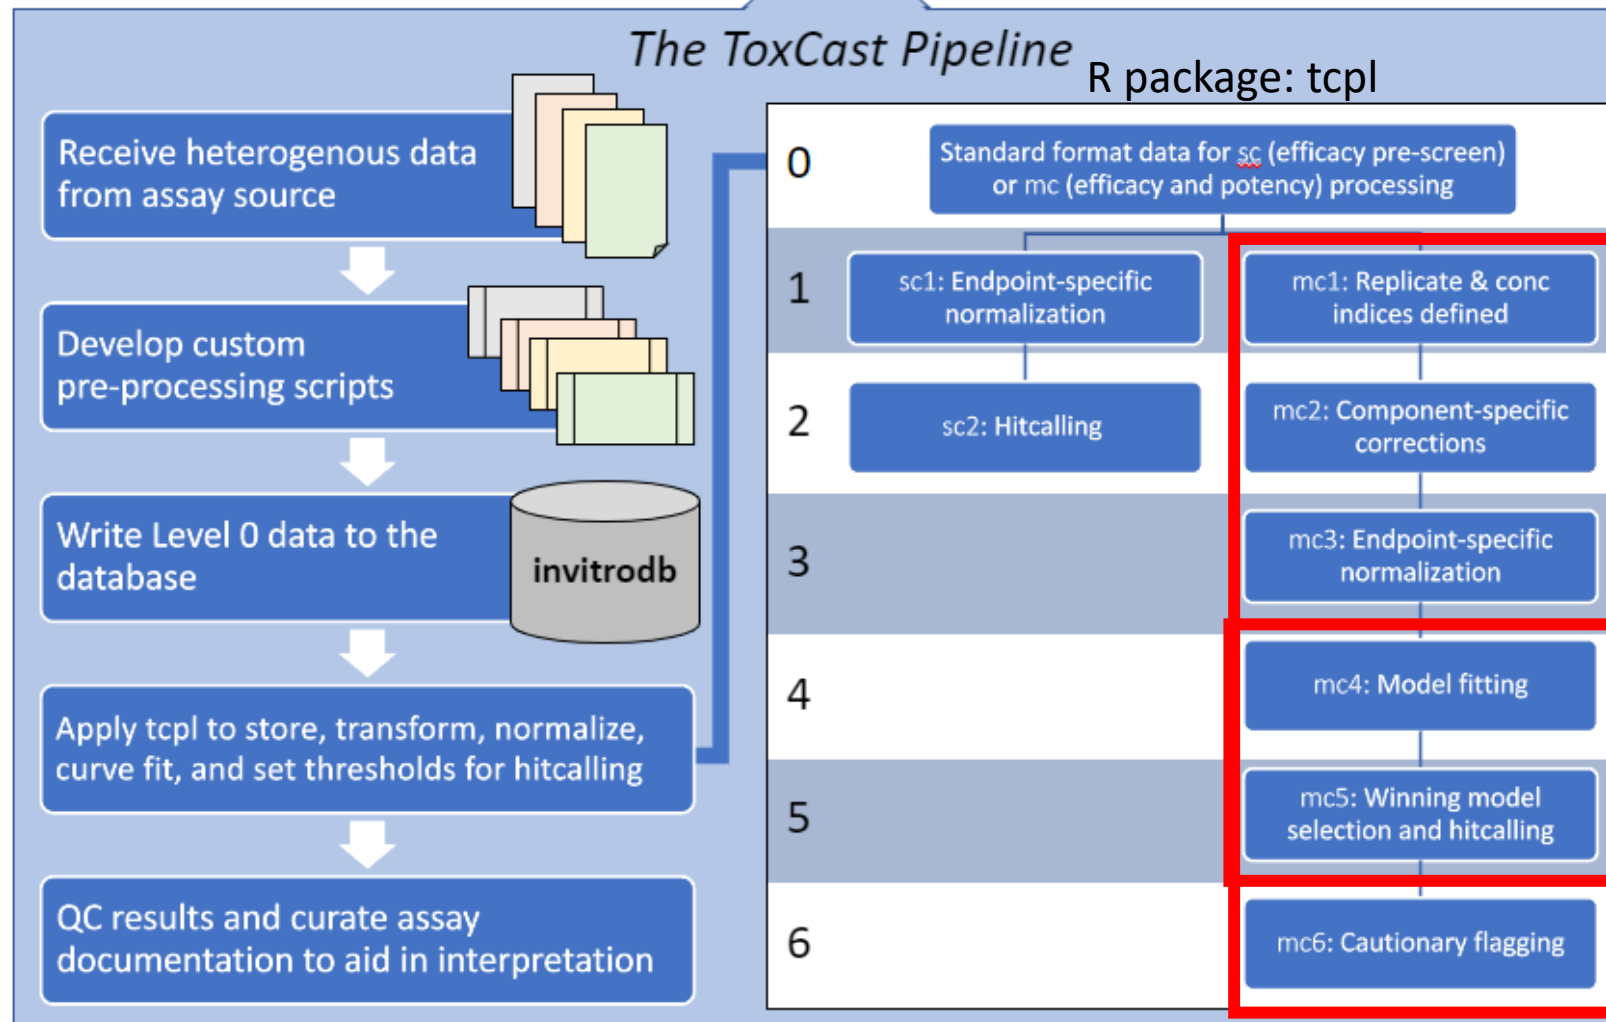 The ToxCast Pipeline
R package: tcpl
Receive heterogenous data
from assay source
Develop custom
pre-processing scripts
Write Level 0 data to the
database
invitrodb
Apply tcpl to store, transform, normalize,
curve fit, and set thresholds for hitcalling
QC results and curate assay
documentation to aid in interpretation
0
Standard format data for sc (efficacy pre-screen)
or mc (efficacy and potency) processing
1
sc1: Endpoint-specific
normalization
mc1: Replicate & conc
indices defined
2
sc2: Hitcalling
mc2: Component-specific
corrections
3
mc3: Endpoint-specific
normalization
4
mc4: Model fitting
5
mc5: Winning model
selection and hitcalling
6
mc6: Cautionary flagging